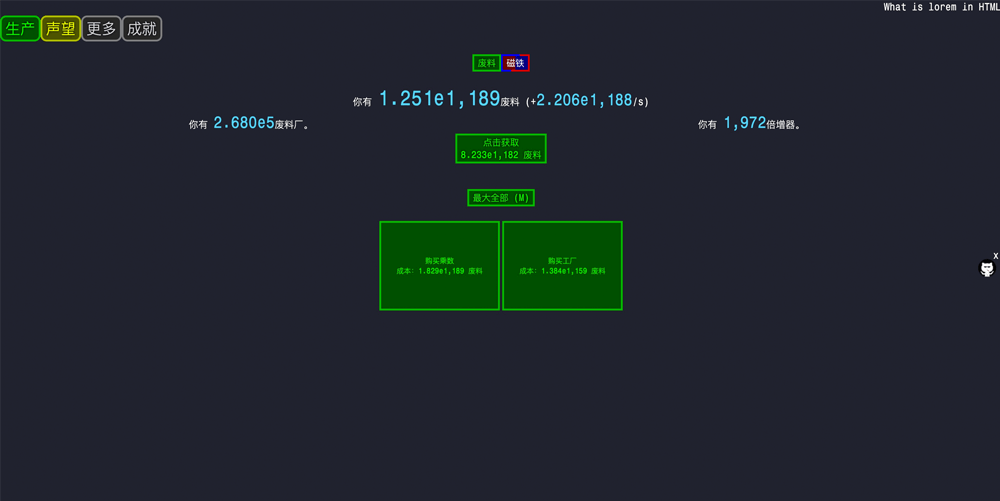 What is lorem in HTML
生产 声望 更多 成就
废料 磁铁
你有 1.251e1,189废料 (+2.206e1,188/s)
你有 2.680e5废料厂。
你有 1,972倍增器。
点击获取
8.233e1,182 废料
最大全部 (M)
购买乘数
成本: 1.829e1,189 废料
购买工厂
成本: 1.384e1,159 废料
X